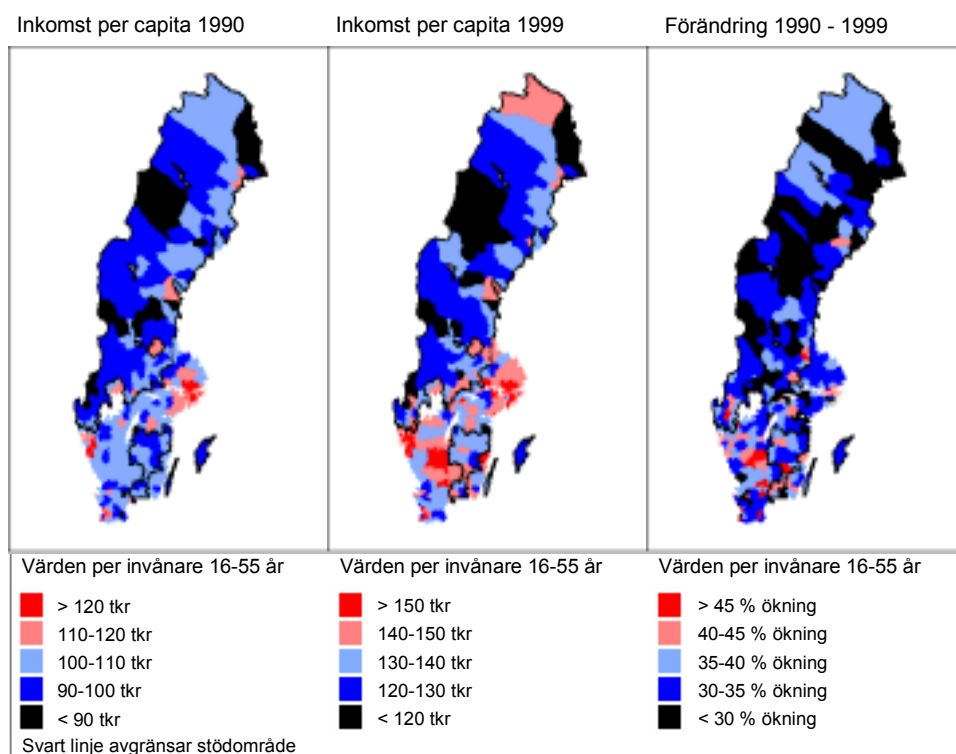 Inkomst per capita 1990
Inkomst per capita 1999
Förändring 1990 - 1999
Värden per invånare 16-55 år
> 120 tkr
110-120 tkr
100-110 tkr
90-100 tkr
< 90 tkr
Svart linje avgränsar stödområde
Värden per invånare 16-55 år
> 150 tkr
140-150 tkr
130-140 tkr
120-130 tkr
< 120 tkr
Värden per invånare 16-55 år
> 45 % ökning
40-45 % ökning
35-40 % ökning
30-35 % ökning
< 30 % ökning